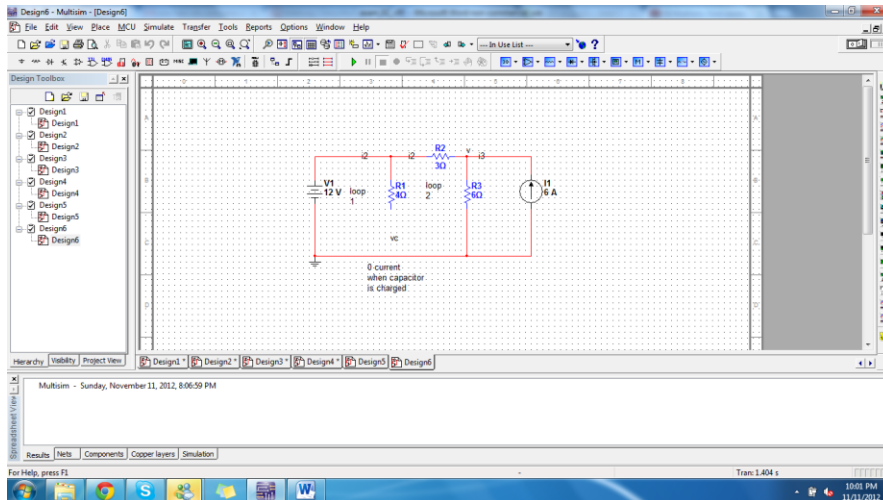 Design6 - Multisim - [Design6]
File Edit View Place MCU Simulate Transfer Tools Reports Options Window Help
--- In Use List ---
Design Toolbox
Design1
Design1
Design2
Design2
Design3
Design3
Design4
Design4
Design5
Design5
Design6
Design6
i2 i2 R2 v i3
3Ω
V1
12 V
loop
1
R1
4Ω
loop
2
R3
6Ω
I1
6 A
vc
0 current
when capacitor
is charged
Hierarchy Visibility Project View
Design1 * Design2 * Design3 * Design4 * Design5 Design6
Spreadsheet View
Multisim - Sunday, November 11, 2012, 8:06:59 PM
Results Nets Components Copper layers Simulation
For Help, press F1
Tran: 1.404 s
10:01 PM
11/11/2012